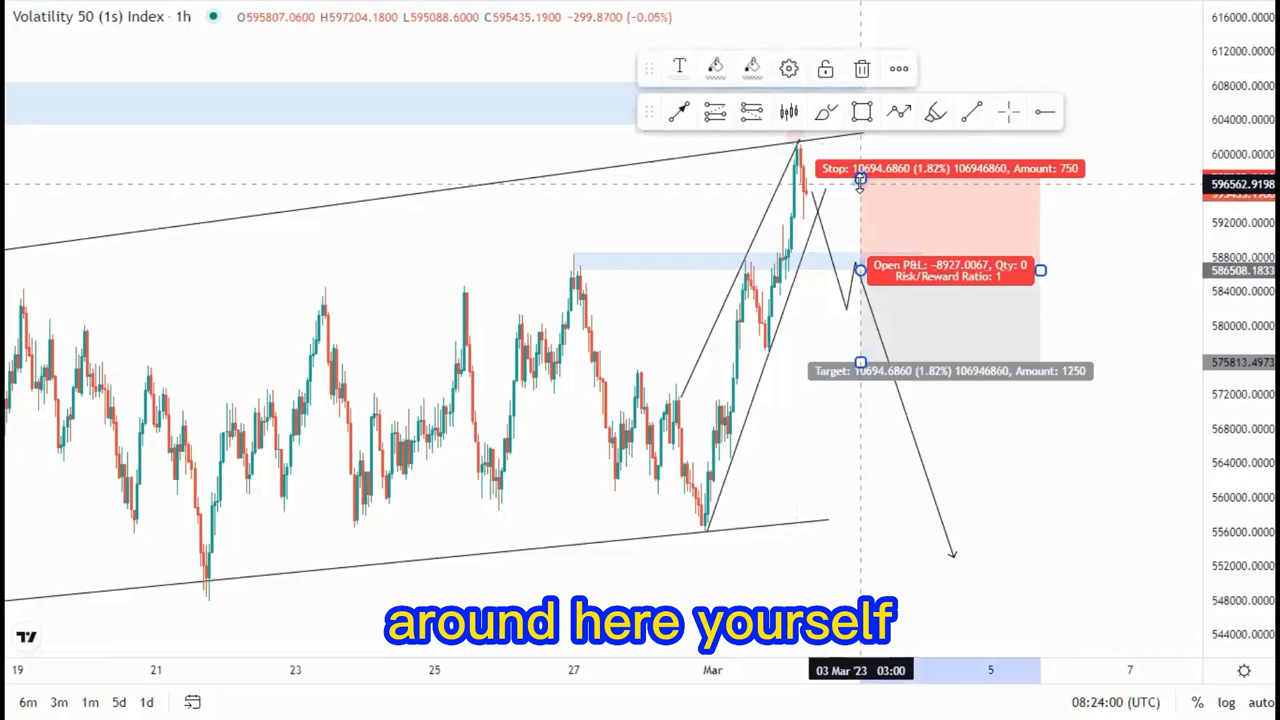 Volatility 50 (1s) Index · 1h O595807.0600 H597204.1800 L595088.6000 C595435.1900 −299.8700 (−0.05%)
616000.0000
612000.0000
608000.0000
604000.0000
600000.0000
Stop: 10694.6860 (1.82%) 106946860, Amount: 750
596562.9198
592000.0000
588000.0000
Open P&L: −8927.0067, Qty: 0
Risk/Reward Ratio: 1
586508.1833
584000.0000
580000.0000
575813.4973
Target: 10694.6860 (1.82%) 106946860, Amount: 1250
572000.0000
568000.0000
564000.0000
560000.0000
556000.0000
552000.0000
548000.0000
544000.0000
around here yourself
19 21 23 25 27 Mar 03 Mar '23 03:00 5 7
6m 3m 1m 5d 1d 08:24:00 (UTC) % log auto